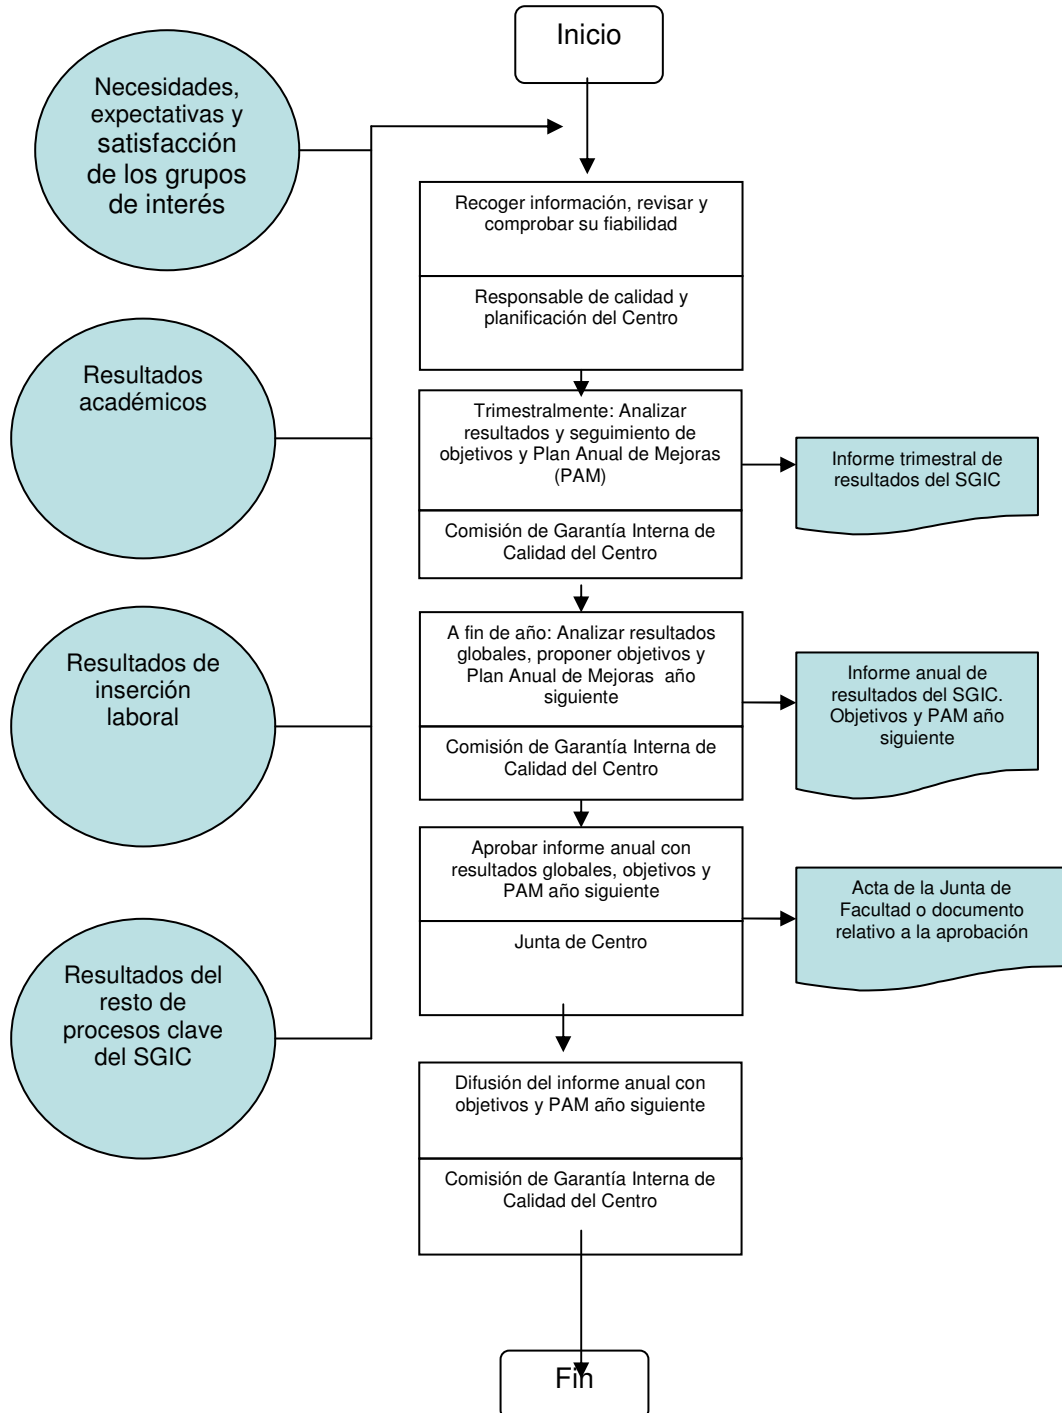 Inicio
Necesidades,
expectativas y
satisfacción
de los grupos
de interés
Recoger información, revisar y
comprobar su fiabilidad
Responsable de calidad y
planificación del Centro
Resultados
académicos
Trimestralmente: Analizar
resultados y seguimiento de
objetivos y Plan Anual de Mejoras
(PAM)
Comisión de Garantía Interna de
Calidad del Centro
Informe trimestral de
resultados del SGIC
Resultados de
inserción
laboral
A fin de año: Analizar resultados
globales, proponer objetivos y
Plan Anual de Mejoras año
siguiente
Comisión de Garantía Interna de
Calidad del Centro
Informe anual de
resultados del SGIC.
Objetivos y PAM año
siguiente
Aprobar informe anual con
resultados globales, objetivos y
PAM año siguiente
Junta de Centro
Acta de la Junta de
Facultad o documento
relativo a la aprobación
Resultados del
resto de
procesos clave
del SGIC
Difusión del informe anual con
objetivos y PAM año siguiente
Comisión de Garantía Interna de
Calidad del Centro
Fin